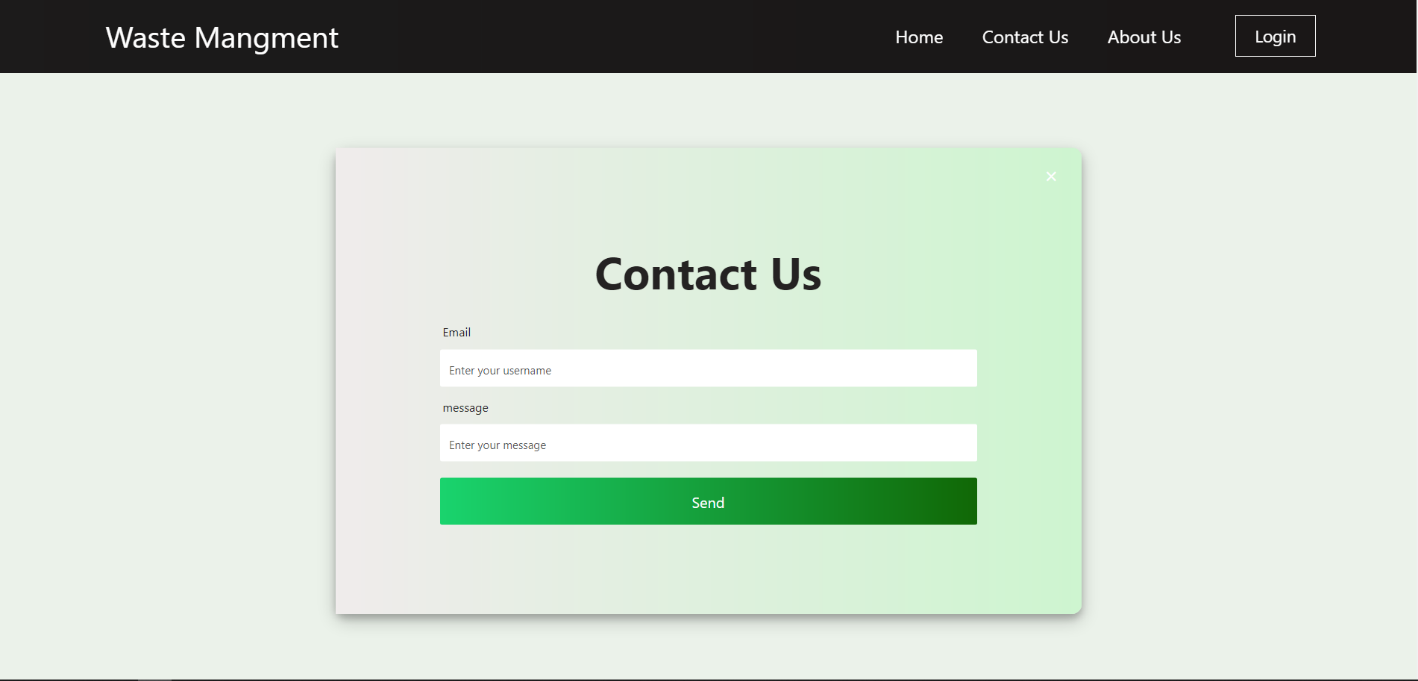 Waste Mangment
Home Contact Us About Us Login
×
Contact Us
Email
Enter your username
message
Enter your message
Send